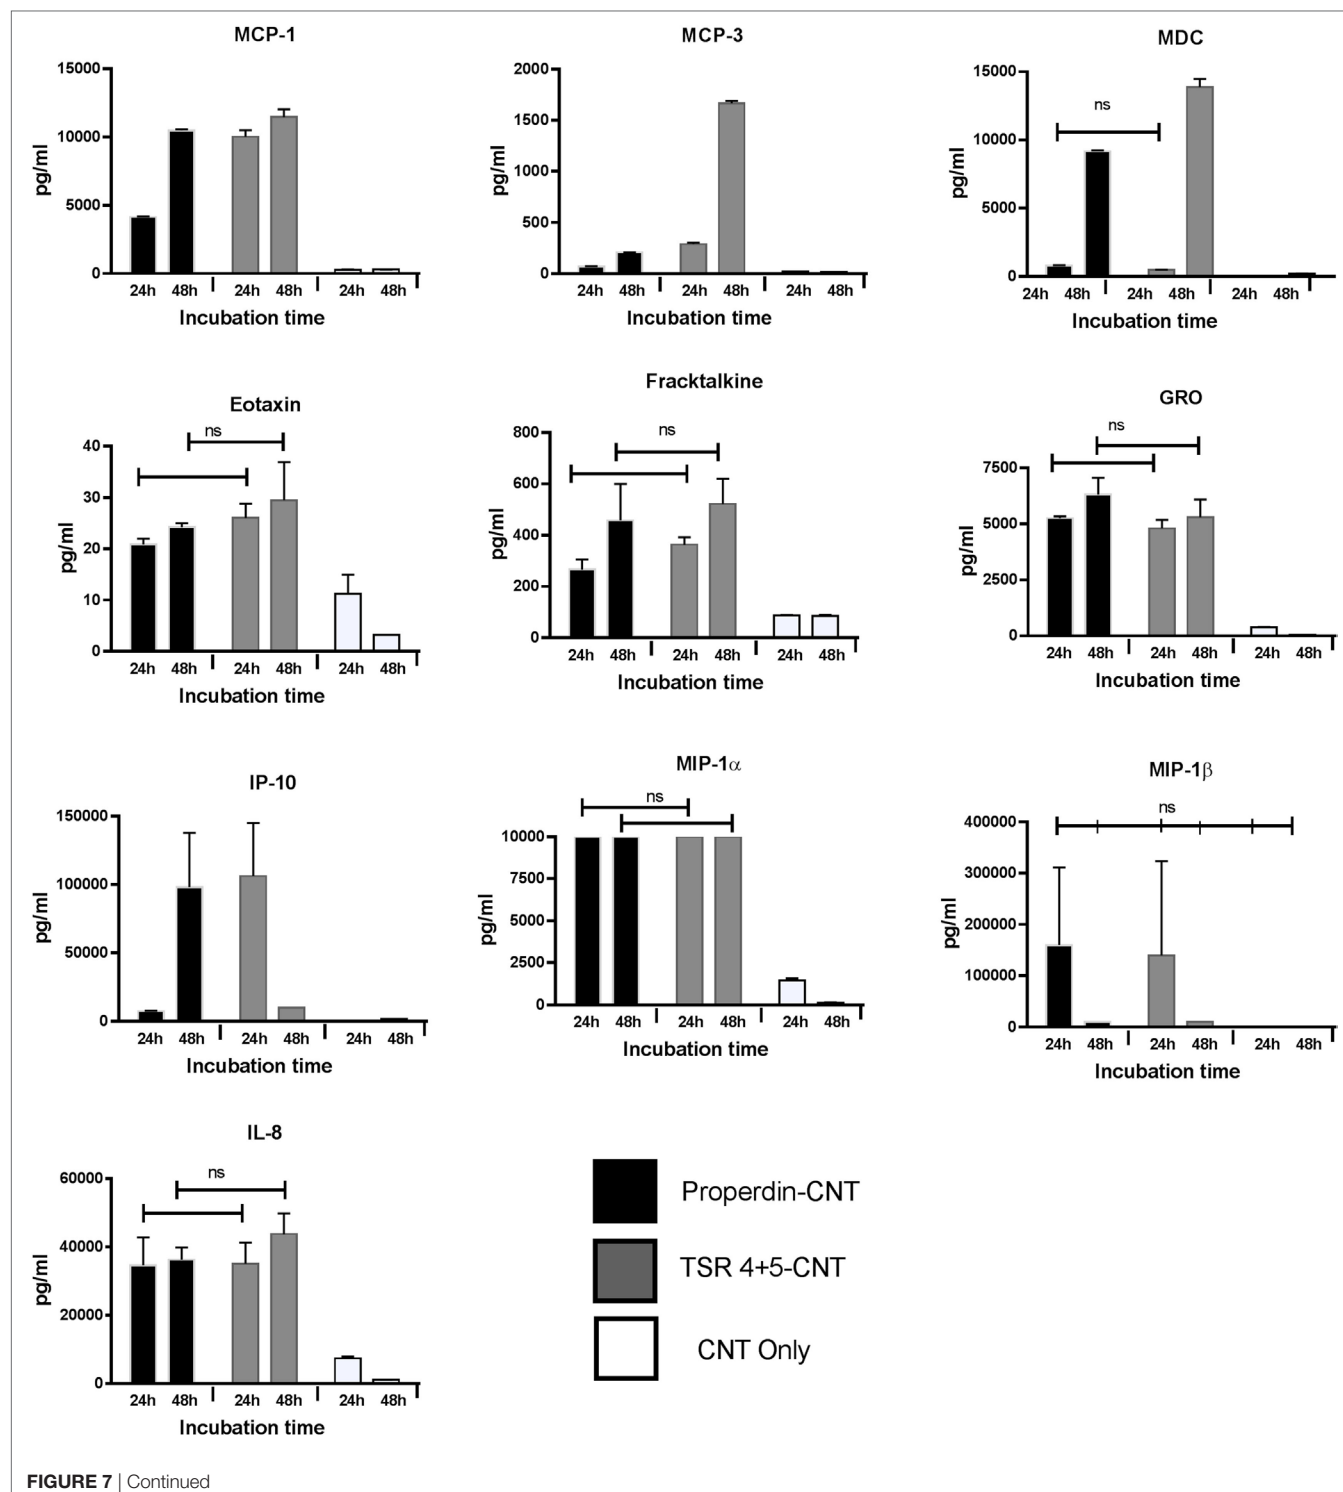 MCP-1
15000
10000
5000
0
pg/ml
24h 48h 24h 48h 24h 48h
Incubation time
MCP-3
2000
1500
1000
500
0
pg/ml
24h 48h 24h 48h 24h 48h
Incubation time
MDC
15000
10000
5000
0
pg/ml
ns
24h 48h 24h 48h 24h 48h
Incubation time
Eotaxin
40
30
20
10
0
pg/ml
ns
24h 48h 24h 48h 24h 48h
Incubation time
Fracktalkine
800
600
400
200
0
pg/ml
ns
24h 48h 24h 48h 24h 48h
Incubation time
GRO
7500
5000
2500
0
pg/ml
ns
24h 48h 24h 48h 24h 48h
Incubation time
IP-10
150000
100000
50000
0
pg/ml
24h 48h 24h 48h 24h 48h
Incubation time
MIP-1α
10000
7500
5000
2500
0
pg/ml
ns
24h 48h 24h 48h 24h 48h
Incubation time
MIP-1β
400000
300000
200000
100000
0
pg/ml
ns
24h 48h 24h 48h 24h 48h
Incubation time
IL-8
60000
40000
20000
0
pg/ml
ns
24h 48h 24h 48h 24h 48h
Incubation time
Properdin-CNT
TSR 4+5-CNT
CNT Only
FIGURE 7 | Continued